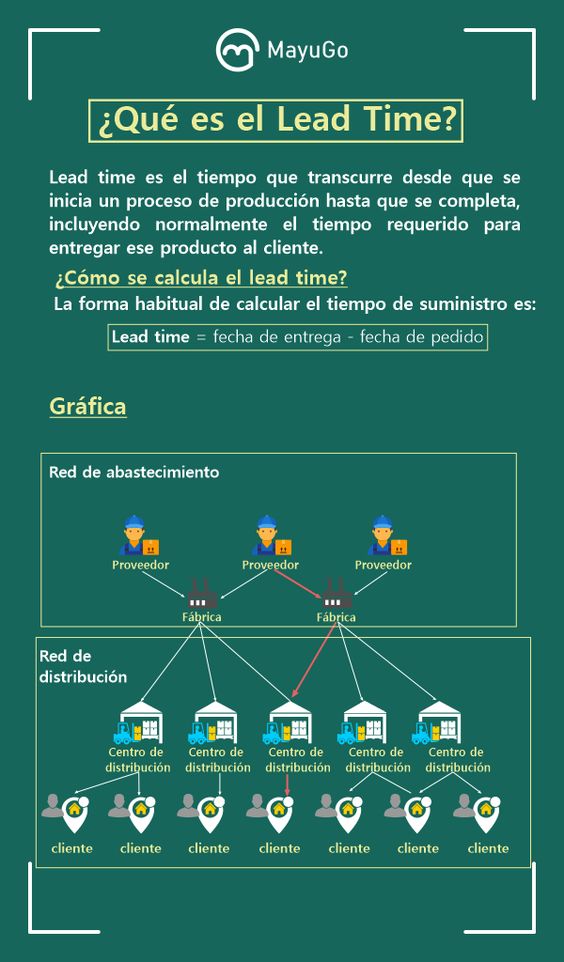 MayuGo
¿Qué es el Lead Time?
Lead time es el tiempo que transcurre desde que se
inicia un proceso de producción hasta que se completa,
incluyendo normalmente el tiempo requerido para
entregar ese producto al cliente.
¿Cómo se calcula el lead time?
La forma habitual de calcular el tiempo de suministro es:
Lead time = fecha de entrega - fecha de pedido
Gráfica
Red de abastecimiento
Proveedor Proveedor Proveedor
Fábrica Fábrica
Red de
distribución
Centro de Centro de Centro de Centro de Centro de
distribución distribución distribución distribución distribución
cliente cliente cliente cliente cliente cliente cliente